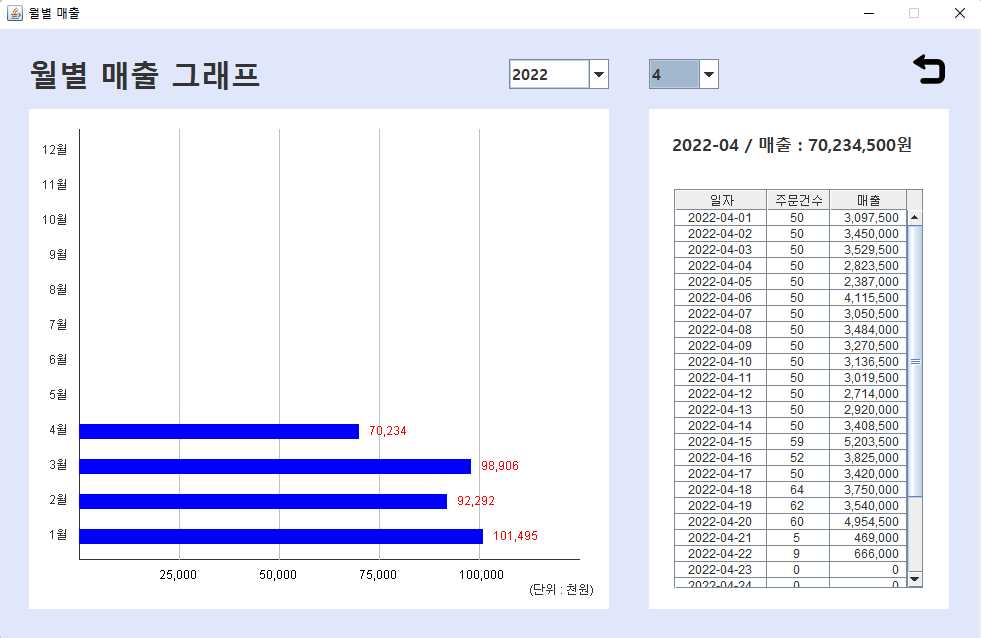 월별 매출
월별 매출 그래프
2022
4
12월
11월
10월
9월
8월
7월
6월
5월
4월 70,234
3월 98,906
2월 92,292
1월 101,495
25,000 50,000 75,000 100,000
(단위 : 천원)
2022-04 / 매출 : 70,234,500원
일자 주문건수 매출
2022-04-01 50 3,097,500
2022-04-02 50 3,450,000
2022-04-03 50 3,529,500
2022-04-04 50 2,823,500
2022-04-05 50 2,387,000
2022-04-06 50 4,115,500
2022-04-07 50 3,050,500
2022-04-08 50 3,484,000
2022-04-09 50 3,270,500
2022-04-10 50 3,136,500
2022-04-11 50 3,019,500
2022-04-12 50 2,714,000
2022-04-13 50 2,920,000
2022-04-14 50 3,408,500
2022-04-15 59 5,203,500
2022-04-16 52 3,825,000
2022-04-17 50 3,420,000
2022-04-18 64 3,750,000
2022-04-19 62 3,540,000
2022-04-20 60 4,954,500
2022-04-21 5 469,000
2022-04-22 9 666,000
2022-04-23 0 0
2022-04-24 0 0